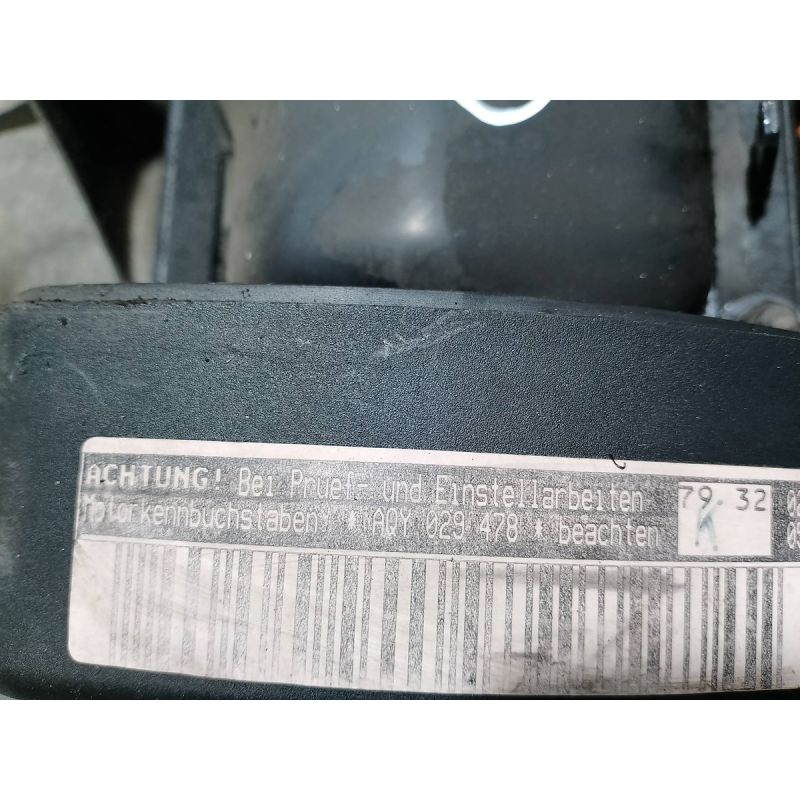 ACHTUNG! Bei Pruef- und Einstellarbeiten 79.32
Motorkennbuchstaben * AQY 029 478 * beachten K